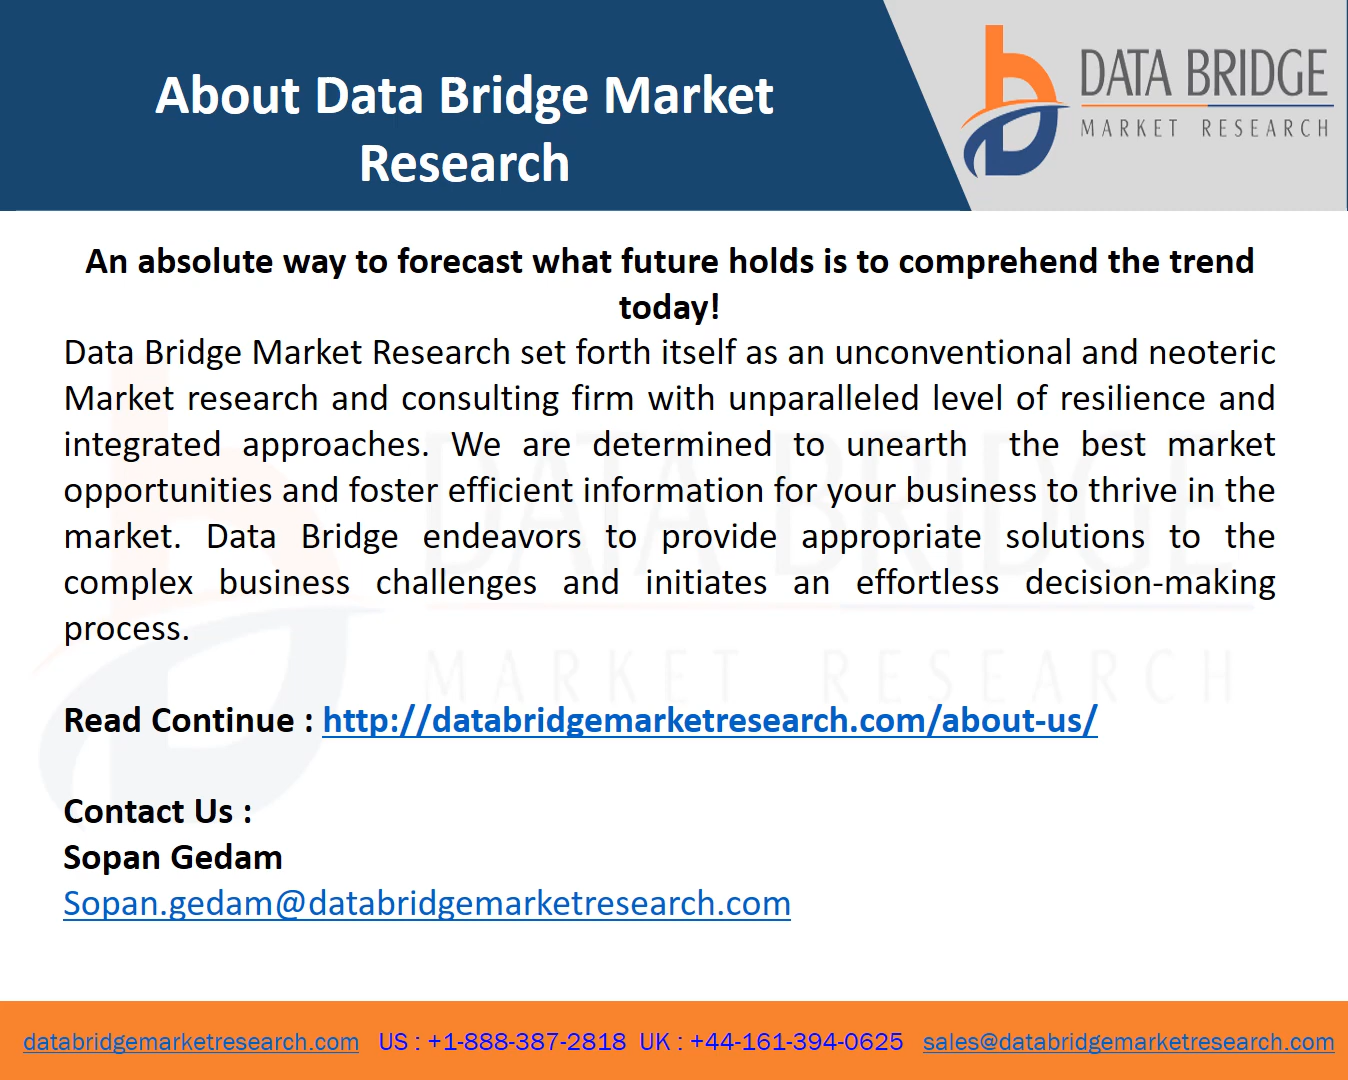 About Data Bridge Market
Research
DATA BRIDGE
MARKET RESEARCH
An absolute way to forecast what future holds is to comprehend the trend
today!
Data Bridge Market Research set forth itself as an unconventional and neoteric
Market research and consulting firm with unparalleled level of resilience and
integrated approaches. We are determined to unearth the best market
opportunities and foster efficient information for your business to thrive in the
market. Data Bridge endeavors to provide appropriate solutions to the
complex business challenges and initiates an effortless decision-making
process.
DATA BRIDGE
MARKET RESEARCH
Read Continue : http://databridgemarketresearch.com/about-us/
Contact Us :
Sopan Gedam
Sopan.gedam@databridgemarketresearch.com
databridgemarketresearch.com US : +1-888-387-2818 UK : +44-161-394-0625 sales@databridgemarketresearch.com